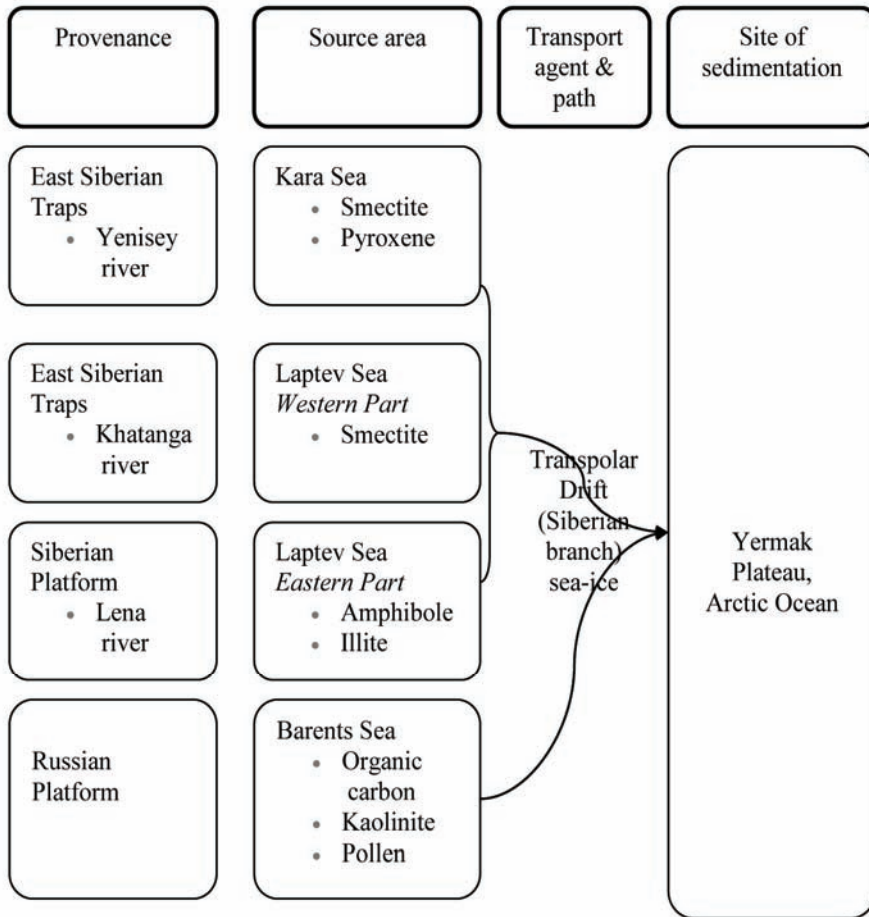 Provenance
Source area
Transport
agent &
path
Site of
sedimentation
East Siberian
Traps
• Yenisey
river
Kara Sea
• Smectite
• Pyroxene
East Siberian
Traps
• Khatanga
river
Laptev Sea
Western Part
• Smectite
Siberian
Platform
• Lena
river
Laptev Sea
Eastern Part
• Amphibole
• Illite
Russian
Platform
Barents Sea
• Organic
carbon
• Kaolinite
• Pollen
Transpolar
Drift
(Siberian
branch)
sea-ice
Yermak
Plateau,
Arctic Ocean